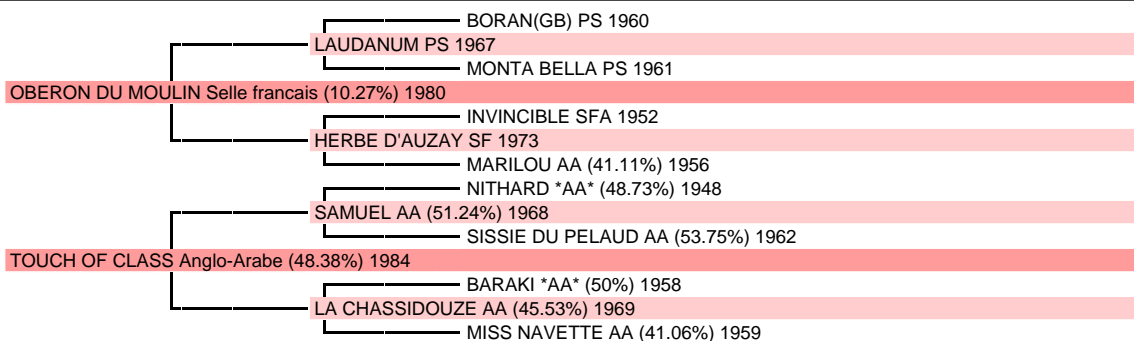 BORAN(GB) PS 1960
LAUDANUM PS 1967
MONTA BELLA PS 1961
OBERON DU MOULIN Selle francais (10.27%) 1980
INVINCIBLE SFA 1952
HERBE D'AUZAY SF 1973
MARILOU AA (41.11%) 1956
NITHARD *AA* (48.73%) 1948
SAMUEL AA (51.24%) 1968
SISSIE DU PELAUD AA (53.75%) 1962
TOUCH OF CLASS Anglo-Arabe (48.38%) 1984
BARAKI *AA* (50%) 1958
LA CHASSIDOUZE AA (45.53%) 1969
MISS NAVETTE AA (41.06%) 1959